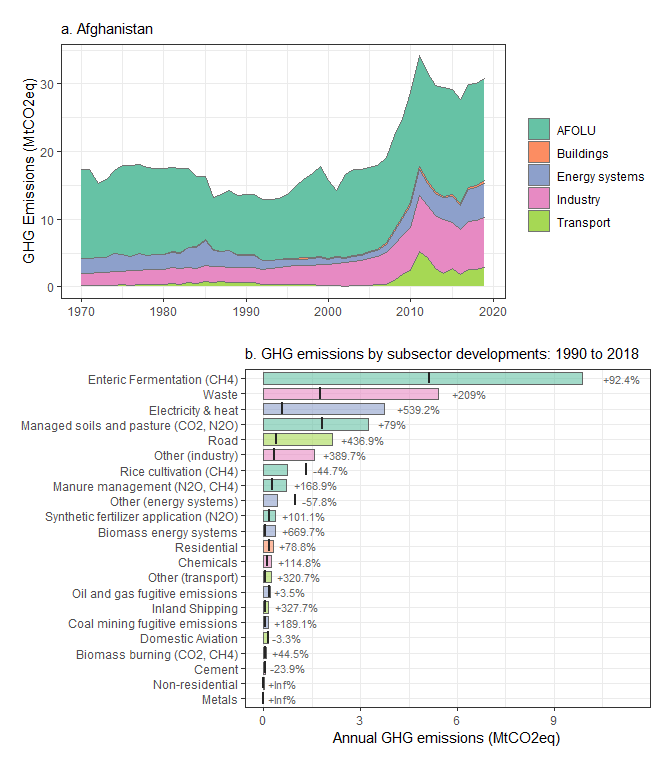 a. Afghanistan
GHG Emissions (MtCO2eq)
30
20
10
0
1970 1980 1990 2000 2010 2020
AFOLU
Buildings
Energy systems
Industry
Transport
b. GHG emissions by subsector developments: 1990 to 2018
Enteric Fermentation (CH4) +92.4%
Waste +209%
Electricity & heat +539.2%
Managed soils and pasture (CO2, N2O) +79%
Road +436.9%
Other (industry) +389.7%
Rice cultivation (CH4) -44.7%
Manure management (N2O, CH4) +168.9%
Other (energy systems) -57.8%
Synthetic fertilizer application (N2O) +101.1%
Biomass energy systems +669.7%
Residential +78.8%
Chemicals +114.8%
Other (transport) +320.7%
Oil and gas fugitive emissions +3.5%
Inland Shipping +327.7%
Coal mining fugitive emissions +189.1%
Domestic Aviation -3.3%
Biomass burning (CO2, CH4) +44.5%
Cement -23.9%
Non-residential +Inf%
Metals +Inf%
0 3 6 9
Annual GHG emissions (MtCO2eq)